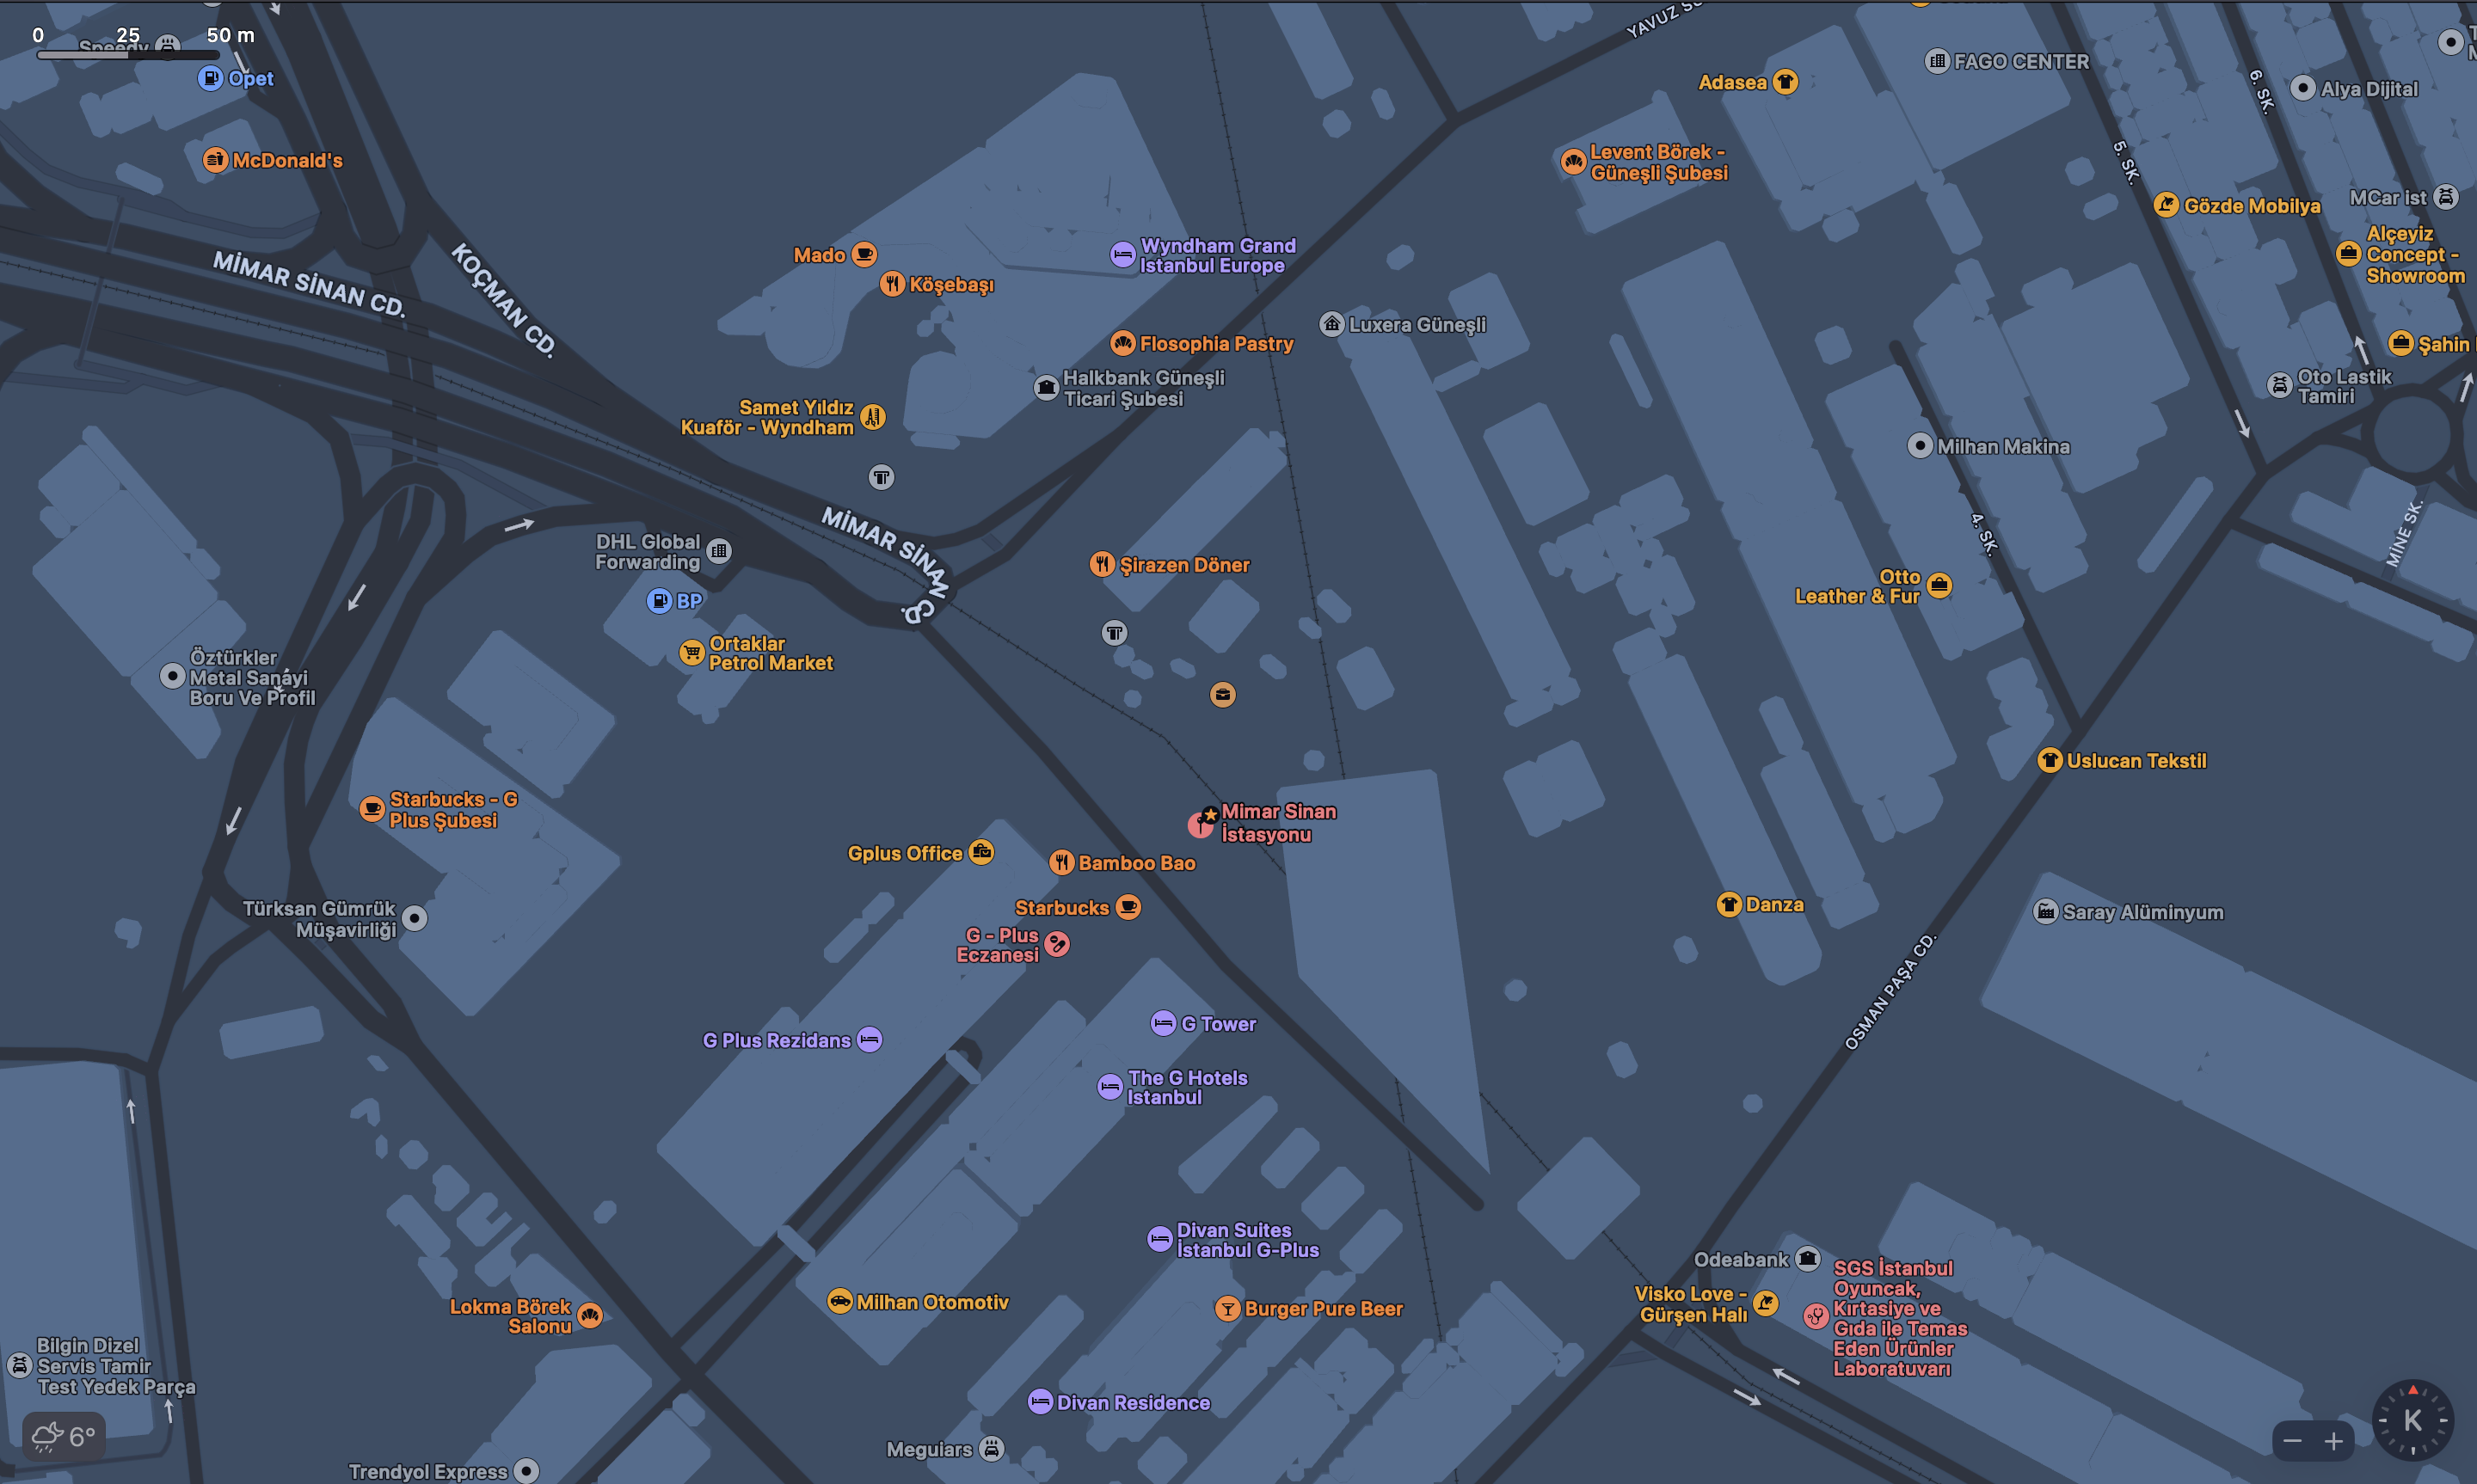 0 25 50 m
Speedy
Opet
McDonald's
MİMAR SİNAN CD.
KOÇMAN CD.
YAVUZ
Adasea
FAGO CENTER
Levent Börek -
Güneşli Şubesi
5. SK.
6. SK.
Alya Dijital
Gözde Mobilya
MCar ist
Alçeyiz
Concept -
Showroom
Şahin
Oto Lastik
Tamiri
MİNE SK.
Mado
Köşebaşı
Wyndham Grand
Istanbul Europe
Flosophia Pastry
Halkbank Güneşli
Ticari Şubesi
Luxera Güneşli
Samet Yıldız
Kuaför - Wyndham
MİMAR SİNAN CD.
DHL Global
Forwarding
BP
Ortaklar
Petrol Market
Şirazen Döner
Milhan Makina
4. SK.
Otto
Leather & Fur
Uslucan Tekstil
Öztürkler
Metal Sanayi
Boru Ve Profil
Starbucks - G
Plus Şubesi
Türksan Gümrük
Müşavirliği
Gplus Office
Bamboo Bao
Mimar Sinan
İstasyonu
Starbucks
G - Plus
Eczanesi
Danza
Saray Alüminyum
OSMAN PAŞA CD.
G Plus Rezidans
G Tower
The G Hotels
Istanbul
Divan Suites
İstanbul G-Plus
Milhan Otomotiv
Burger Pure Beer
Lokma Börek
Salonu
Odeabank
Visko Love -
Gürşen Halı
SGS İstanbul
Oyuncak,
Kırtasiye ve
Gıda ile Temas
Eden Ürünler
Laboratuvarı
Bilgin Dizel
Servis Tamir
Test Yedek Parça
Divan Residence
Meguiars
Trendyol Express
6°
K